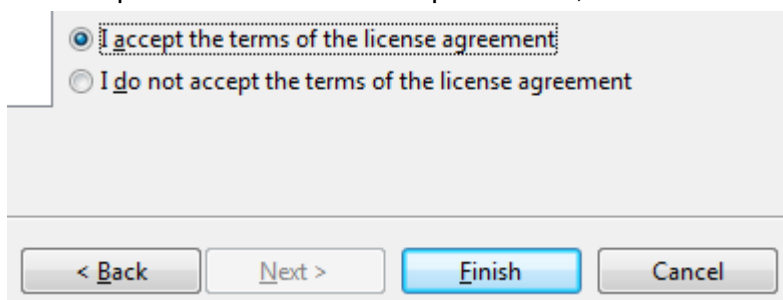 I accept the terms of the license agreement
I do not accept the terms of the license agreement
< Back Next > Finish Cancel